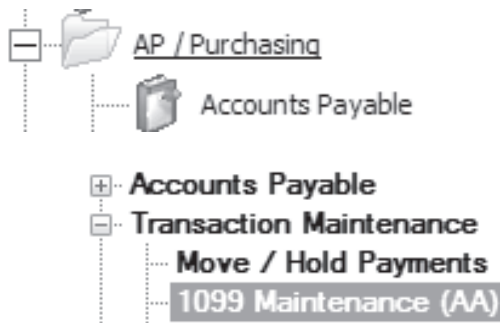 AP / Purchasing
Accounts Payable
Accounts Payable
Transaction Maintenance
Move / Hold Payments
1099 Maintenance (AA)